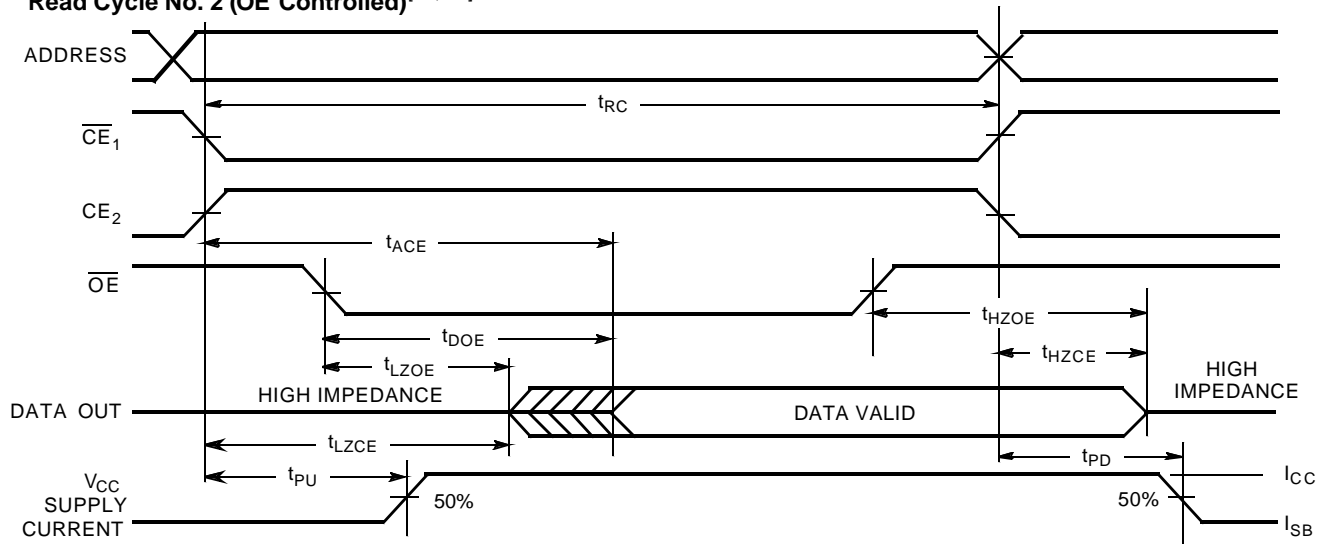 Read Cycle No. 2 (OE Controlled)
ADDRESS
tRC
CE1
CE2
tACE
OE
tHZOE
tDOE
tHZCE
tLZOE
HIGH IMPEDANCE
HIGH
IMPEDANCE
DATA OUT
DATA VALID
tLZCE
tPD
VCC
SUPPLY
CURRENT
tPU
50%
50%
ICC
ISB